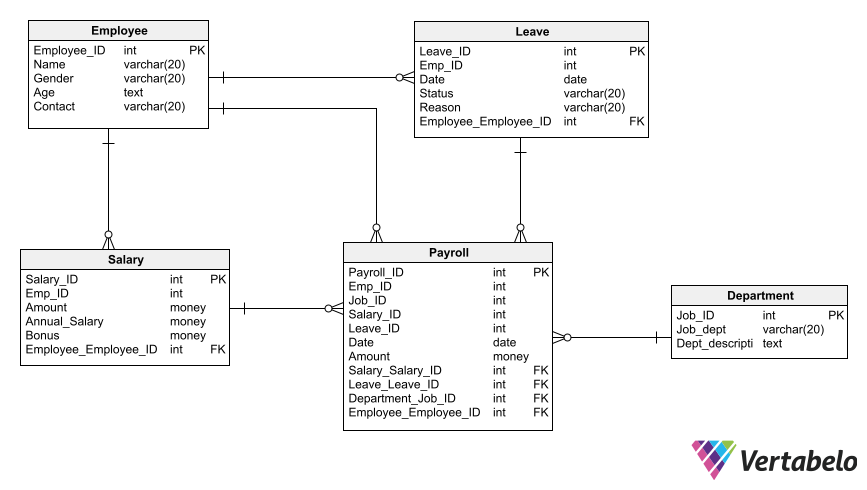 Employee
Employee_ID int PK
Name varchar(20)
Gender varchar(20)
Age text
Contact varchar(20)
Leave
Leave_ID int PK
Emp_ID int
Date date
Status varchar(20)
Reason varchar(20)
Employee_Employee_ID int FK
Salary
Salary_ID int PK
Emp_ID int
Amount money
Annual_Salary money
Bonus money
Employee_Employee_ID int FK
Payroll
Payroll_ID int PK
Emp_ID int
Job_ID int
Salary_ID int
Leave_ID int
Date date
Amount money
Salary_Salary_ID int FK
Leave_Leave_ID int FK
Department_Job_ID int FK
Employee_Employee_ID int FK
Department
Job_ID int PK
Job_dept varchar(20)
Dept_descripti text
Vertabelo